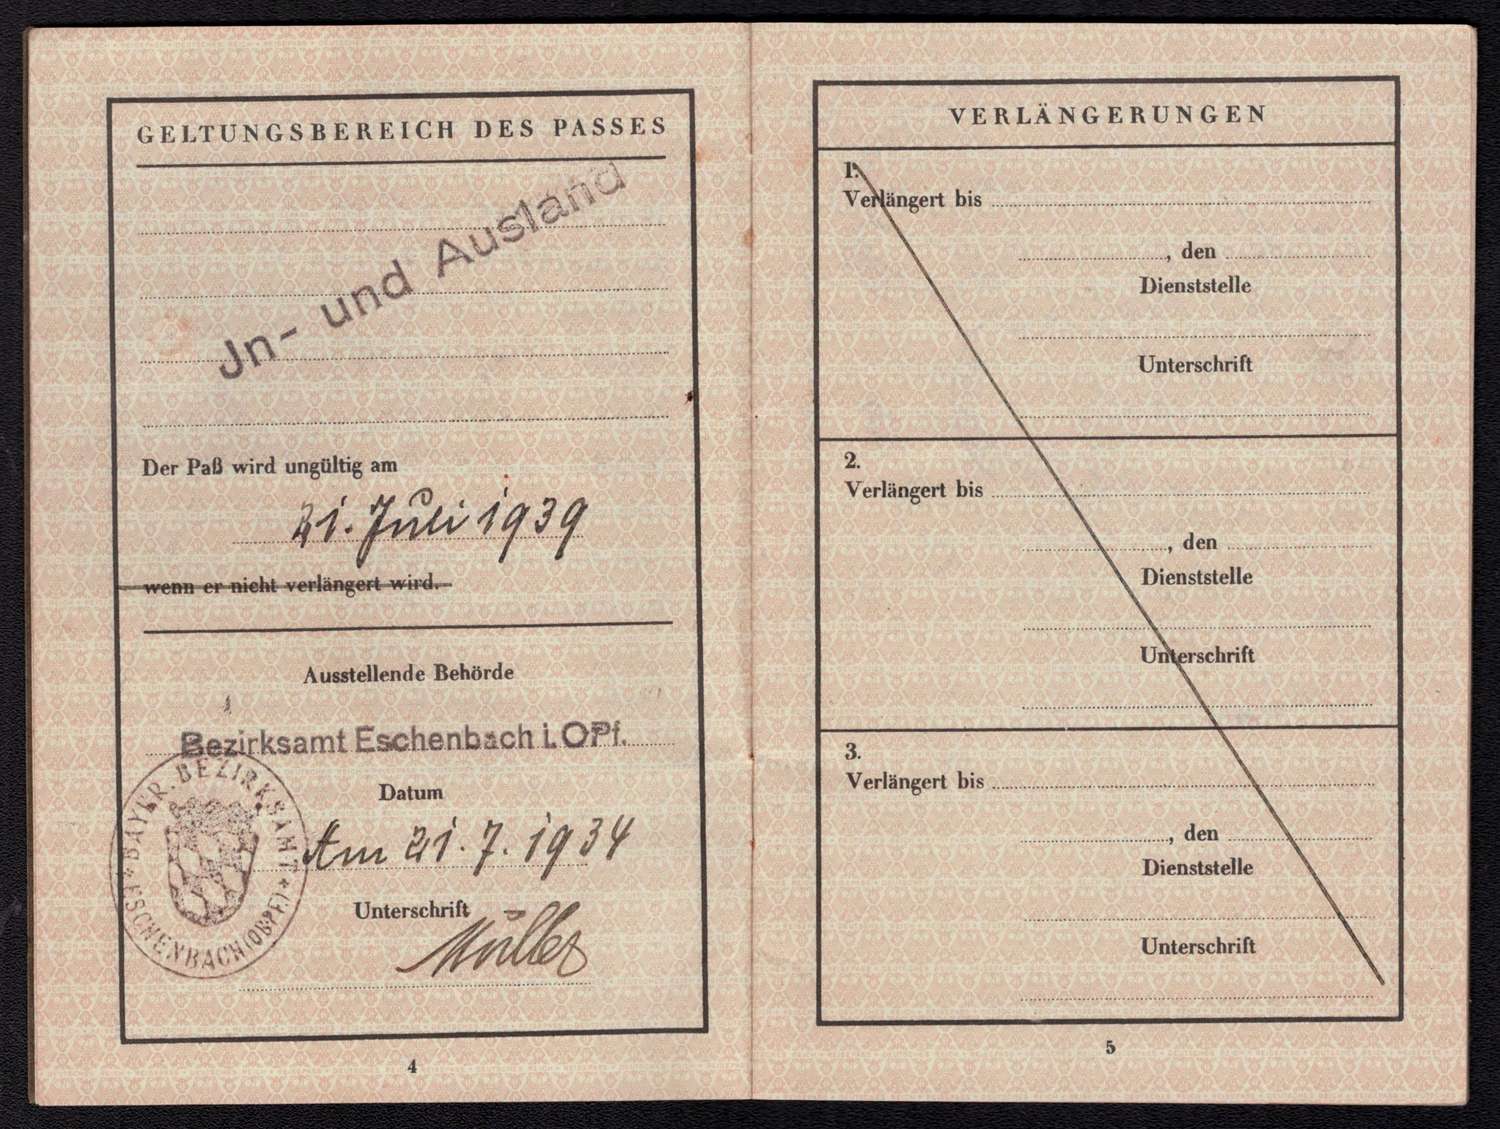 GELTUNGSBEREICH DES PASSES
Jn- und Ausland
Der Paß wird ungültig am
21. Juli 1939
wenn er nicht verlängert wird.
Ausstellende Behörde
Bezirksamt Eschenbach i. OPf.
Datum
Am 21. 7. 1934
Unterschrift
Müller
* BAYER. BEZIRKSAMT * ESCHENBACH (OBPF.)
4
VERLÄNGERUNGEN
1.
Verlängert bis
, den
Dienststelle
Unterschrift
2.
Verlängert bis
, den
Dienststelle
Unterschrift
3.
Verlängert bis
, den
Dienststelle
Unterschrift
5